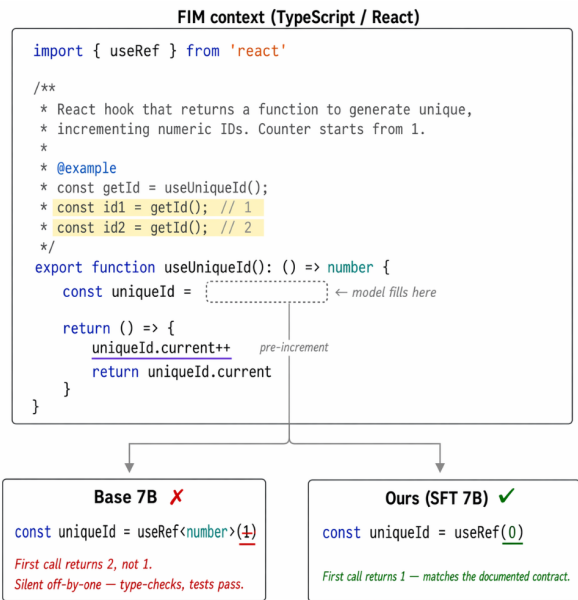 FIM context (TypeScript / React)
import { useRef } from 'react'
/**
* React hook that returns a function to generate unique,
* incrementing numeric IDs. Counter starts from 1.
*
* @example
* const getId = useUniqueId();
* const id1 = getId(); // 1
* const id2 = getId(); // 2
*/
export function useUniqueId(): () => number {
const uniqueId = ← model fills here
return () => {
uniqueId.current++ pre-increment
return uniqueId.current
}
}
Base 7B ✗
const uniqueId = useRef<number>(1)
First call returns 2, not 1.
Silent off-by-one — type-checks, tests pass.
Ours (SFT 7B) ✓
const uniqueId = useRef(0)
First call returns 1 — matches the documented contract.